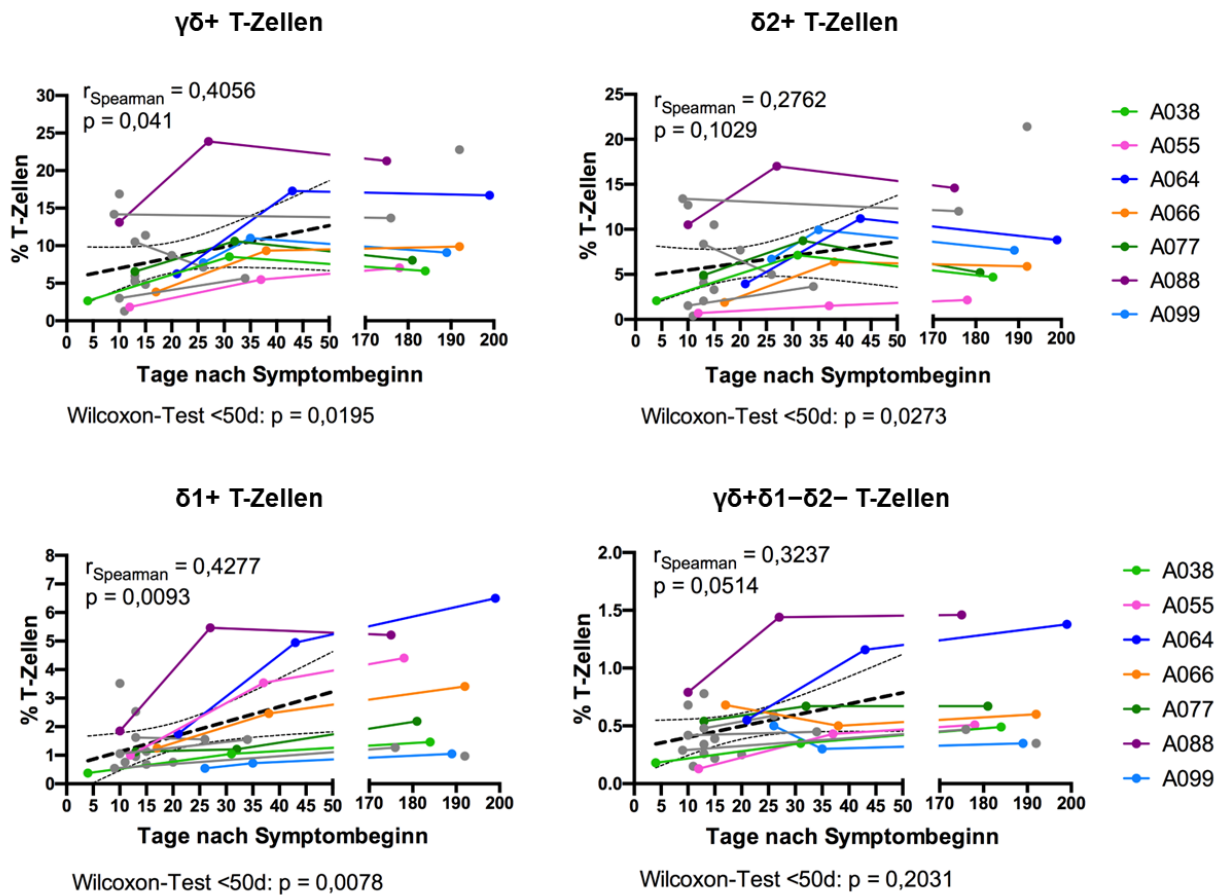 γδ+ T-Zellen
δ2+ T-Zellen
% T-Zellen
30
25
20
15
10
5
0
r Spearman = 0,4056
p = 0,041
0 5 10 15 20 25 30 35 40 45 50 170 180 190 200
Tage nach Symptombeginn
Wilcoxon-Test <50d: p = 0,0195
% T-Zellen
25
20
15
10
5
0
r Spearman = 0,2762
p = 0,1029
0 5 10 15 20 25 30 35 40 45 50 170 180 190 200
Tage nach Symptombeginn
Wilcoxon-Test <50d: p = 0,0273
A038
A055
A064
A066
A077
A088
A099
δ1+ T-Zellen
γδ+δ1−δ2− T-Zellen
% T-Zellen
8
7
6
5
4
3
2
1
0
r Spearman = 0,4277
p = 0,0093
0 5 10 15 20 25 30 35 40 45 50 170 180 190 200
Tage nach Symptombeginn
Wilcoxon-Test <50d: p = 0,0078
% T-Zellen
2.0
1.5
1.0
0.5
0.0
r Spearman = 0,3237
p = 0,0514
0 5 10 15 20 25 30 35 40 45 50 170 180 190 200
Tage nach Symptombeginn
Wilcoxon-Test <50d: p = 0,2031
A038
A055
A064
A066
A077
A088
A099